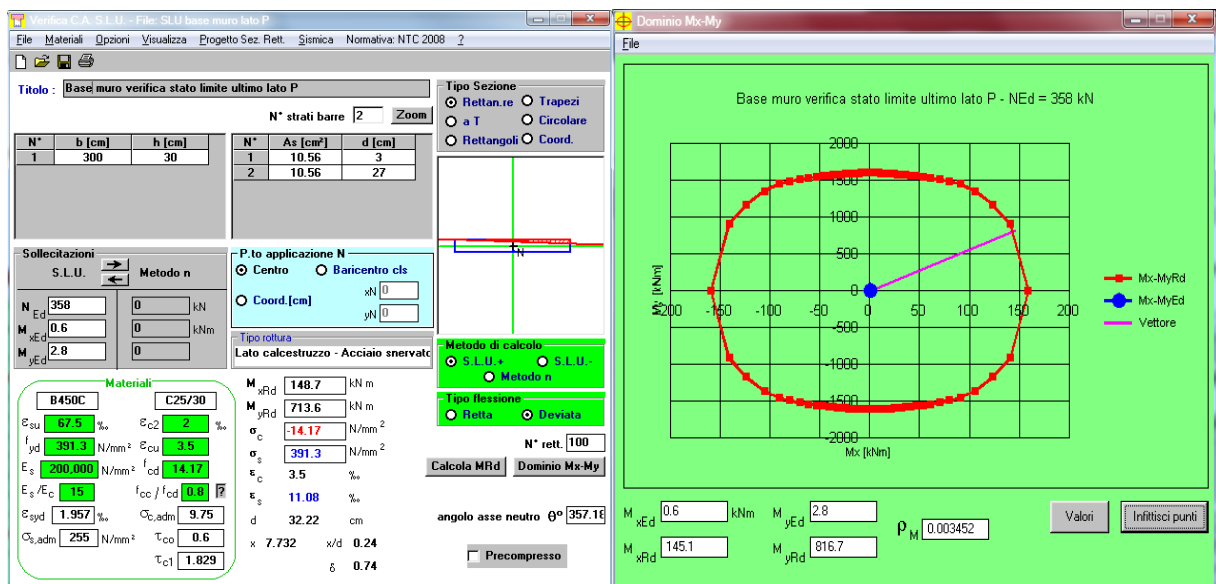 Verifica C.A. S.L.U. - File: SLU base muro lato P
File Materiali Opzioni Visualizza Progetto Sez. Rett. Sismica Normativa: NTC 2008 ?
Titolo : Base muro verifica stato limite ultimo lato P
N° strati barre 2 Zoom
N° b [cm] h [cm]
1 300 30
N° As [cm²] d [cm]
1 10.56 3
2 10.56 27
Tipo Sezione
Rettan.re Trapezi
a T Circolare
Rettangoli Coord.
N
Sollecitazioni
S.L.U. Metodo n
N Ed 358 0 kN
M xEd 0.6 0 kNm
M yEd 2.8 0
P.to applicazione N
Centro Baricentro cls
Coord.[cm] xN 0
yN 0
Tipo rottura
Lato calcestruzzo - Acciaio snervato
Metodo di calcolo
S.L.U.+ S.L.U.-
Metodo n
Tipo flessione
Retta Deviata
N° rett. 100
Calcola MRd Dominio Mx-My
angolo asse neutro θ° 357.18
Precompresso
Materiali
B450C C25/30
εsu 67.5 ‰ εc2 2 ‰
fyd 391.3 N/mm² εcu 3.5
Es 200,000 N/mm² fcd 14.17
Es/Ec 15 fcc / fcd 0.8 ?
εsyd 1.957 ‰ σc,adm 9.75
σs,adm 255 N/mm² τco 0.6
τc1 1.829
M xRd 148.7 kN m
M yRd 713.6 kN m
σc -14.17 N/mm²
σs 391.3 N/mm²
εc 3.5 ‰
εs 11.08 ‰
d 32.22 cm
x 7.732 x/d 0.24
δ 0.74
Dominio Mx-My
File
Base muro verifica stato limite ultimo lato P - NEd = 358 kN
2000
1500
1000
500
0
-500
-1000
-1500
-2000
-200 -150 -100 -50 0 50 100 150 200
My [kNm]
Mx [kNm]
Mx-MyRd
Mx-MyEd
Vettore
M xEd 0.6 kNm M yEd 2.8
M xRd 145.1 M yRd 816.7
ρM 0.003452
Valori Infittisci punti